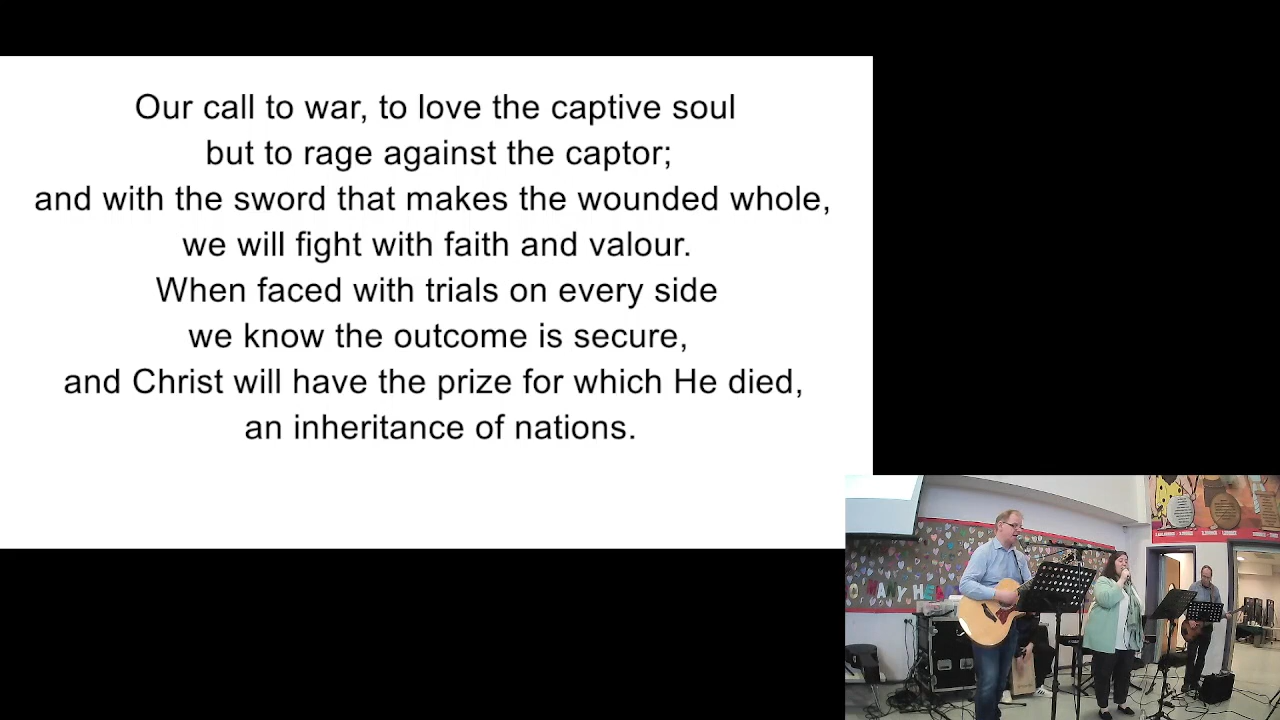 Our call to war, to love the captive soul
but to rage against the captor;
and with the sword that makes the wounded whole,
we will fight with faith and valour.
When faced with trials on every side
we know the outcome is secure,
and Christ will have the prize for which He died,
an inheritance of nations.
O MANY HEA